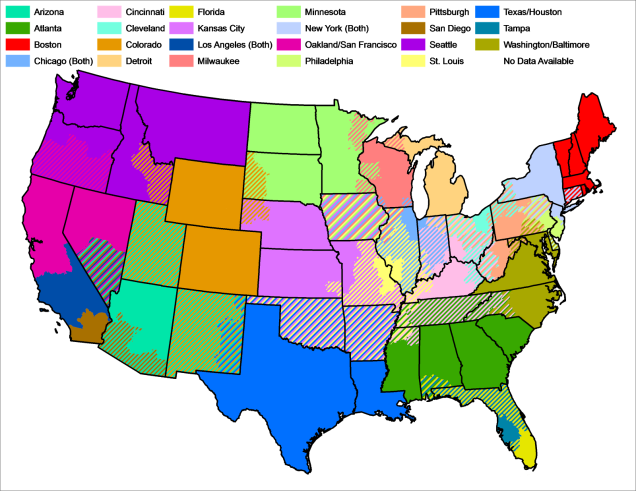 Arizona Cincinnati Florida Minnesota Pittsburgh Texas/Houston
Atlanta Cleveland Kansas City New York (Both) San Diego Tampa
Boston Colorado Los Angeles (Both) Oakland/San Francisco Seattle Washington/Baltimore
Chicago (Both) Detroit Milwaukee Philadelphia St. Louis No Data Available